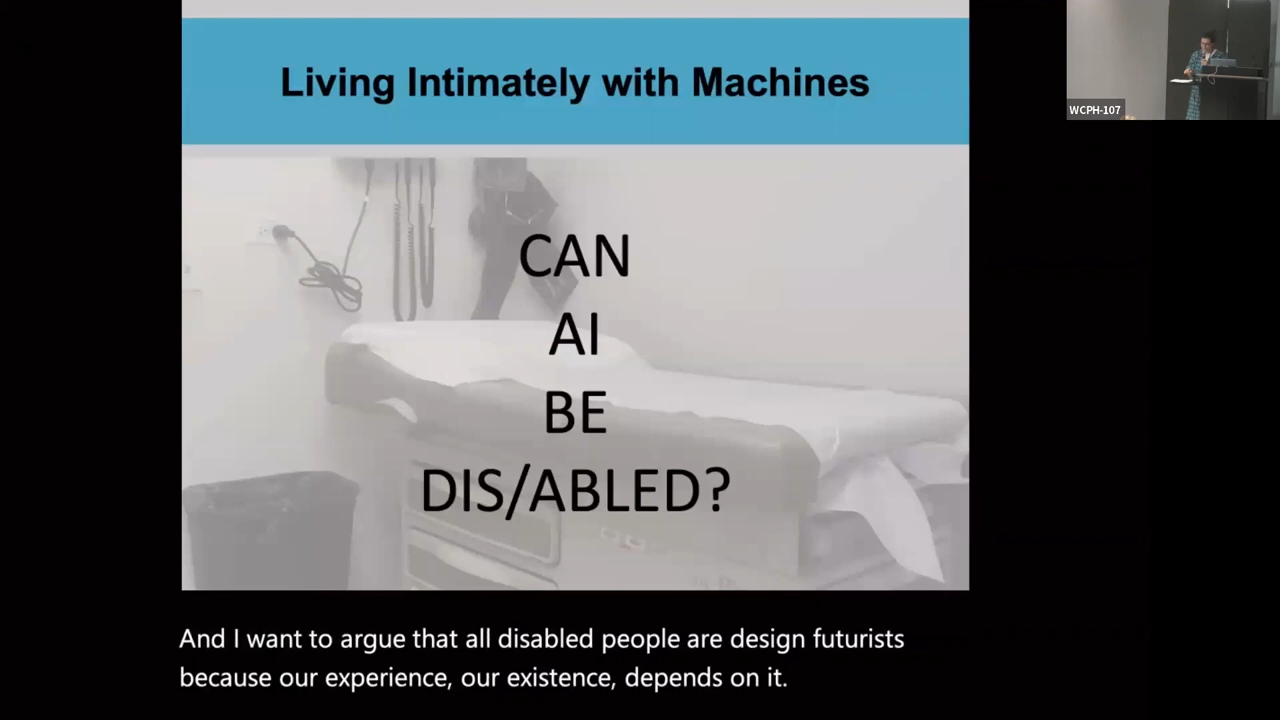 Living Intimately with Machines
WCPH-107
CAN
AI
BE
DIS/ABLED?
And I want to argue that all disabled people are design futurists
because our experience, our existence, depends on it.